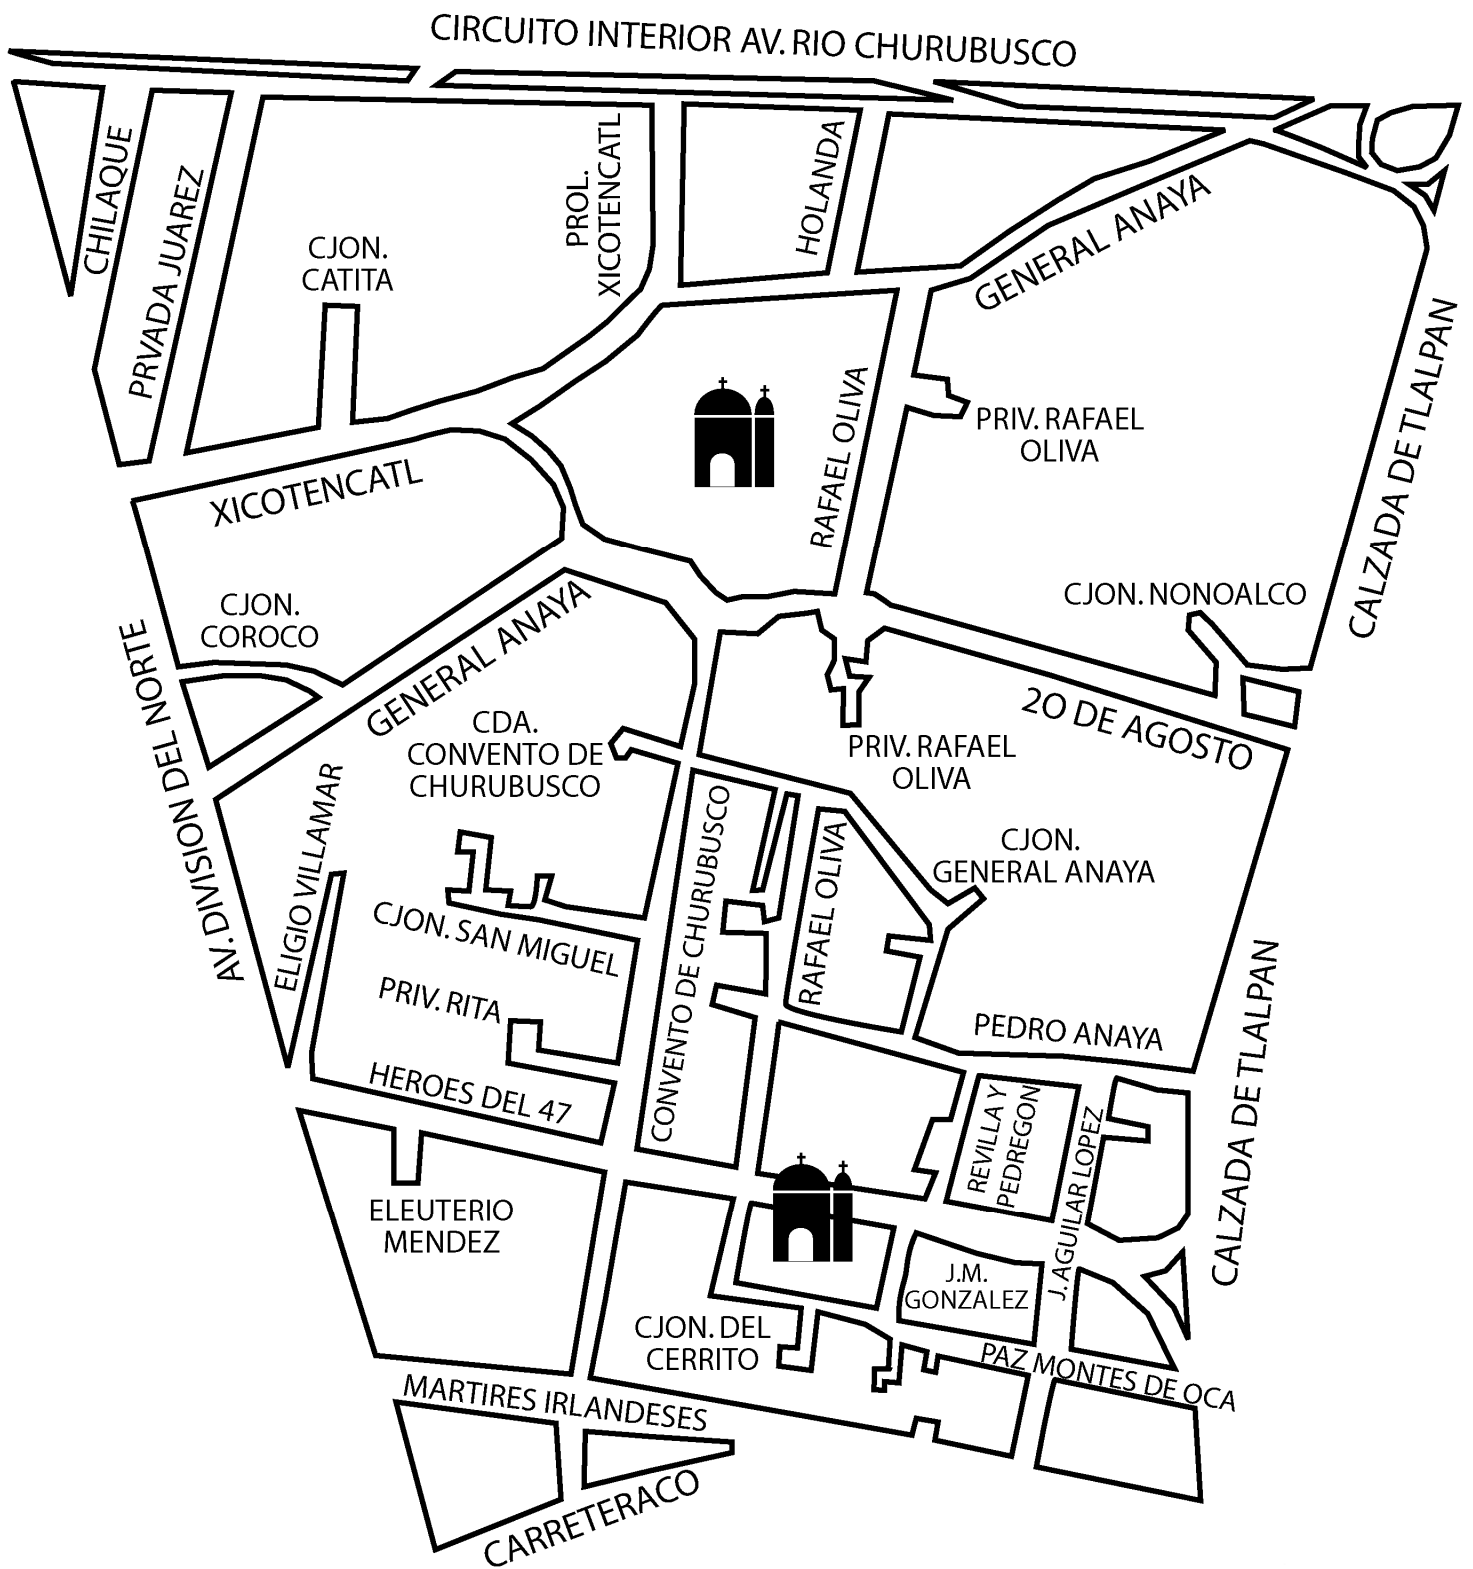 CIRCUITO INTERIOR AV. RIO CHURUBUSCO
CHILAQUE
PRVADA JUAREZ
CJON.
CATITA
PROL.
XICOTENCATL
HOLANDA
GENERAL ANAYA
CALZADA DE TLALPAN
RAFAEL OLIVA
PRIV. RAFAEL
OLIVA
XICOTENCATL
CJON.
COROCO
GENERAL ANAYA
CJON. NONOALCO
AV. DIVISION DEL NORTE
20 DE AGOSTO
CDA.
CONVENTO DE
CHURUBUSCO
PRIV. RAFAEL
OLIVA
ELIGIO VILLAMAR
CONVENTO DE CHURUBUSCO
RAFAEL OLIVA
CJON.
GENERAL ANAYA
CJON. SAN MIGUEL
PRIV. RITA
PEDRO ANAYA
CALZADA DE TLALPAN
HEROES DEL 47
REVILLA Y
PEDREGON
J. AGUILAR LOPEZ
ELEUTERIO
MENDEZ
J.M.
GONZALEZ
CJON. DEL
CERRITO
PAZ MONTES DE OCA
MARTIRES IRLANDESES
CARRETERACO